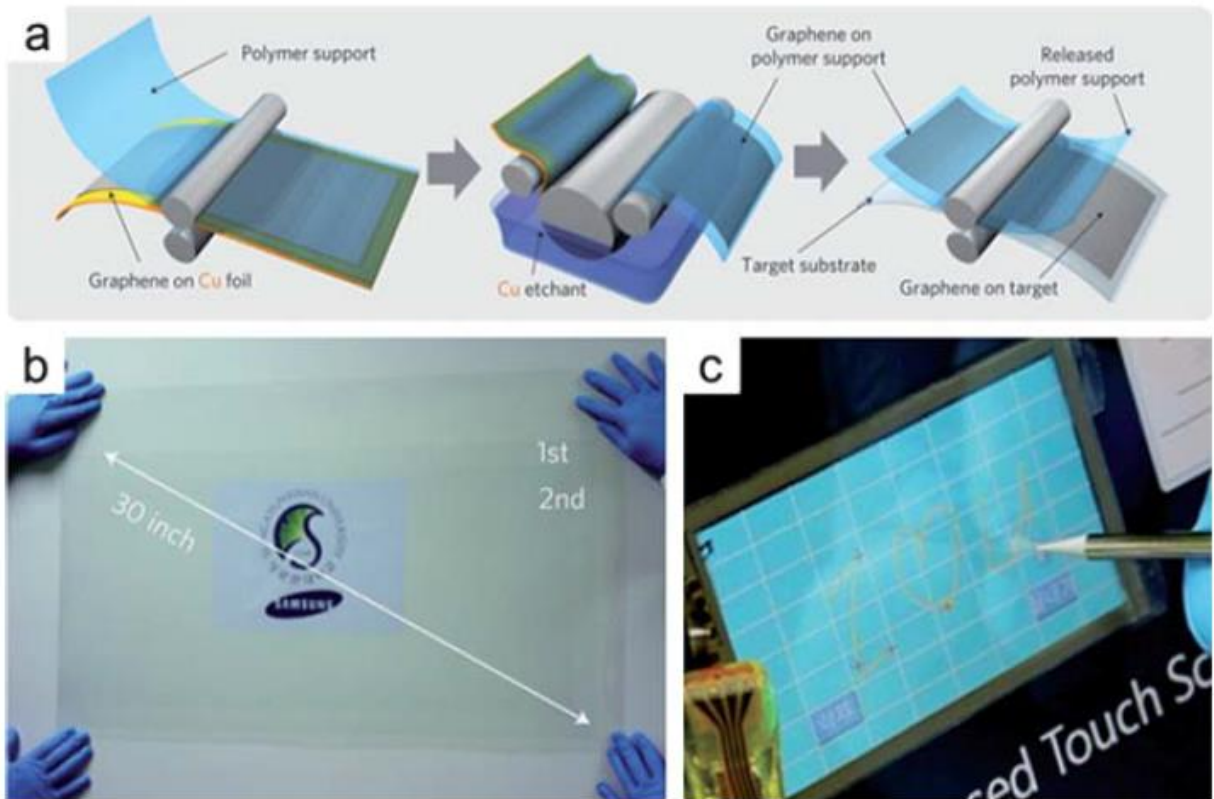 a
Polymer support
Graphene on Cu foil
Cu etchant
Graphene on
polymer support
Released
polymer support
Target substrate
Graphene on target
b
1st
2nd
30 inch
SAMSUNG
c
sed Touch Sc